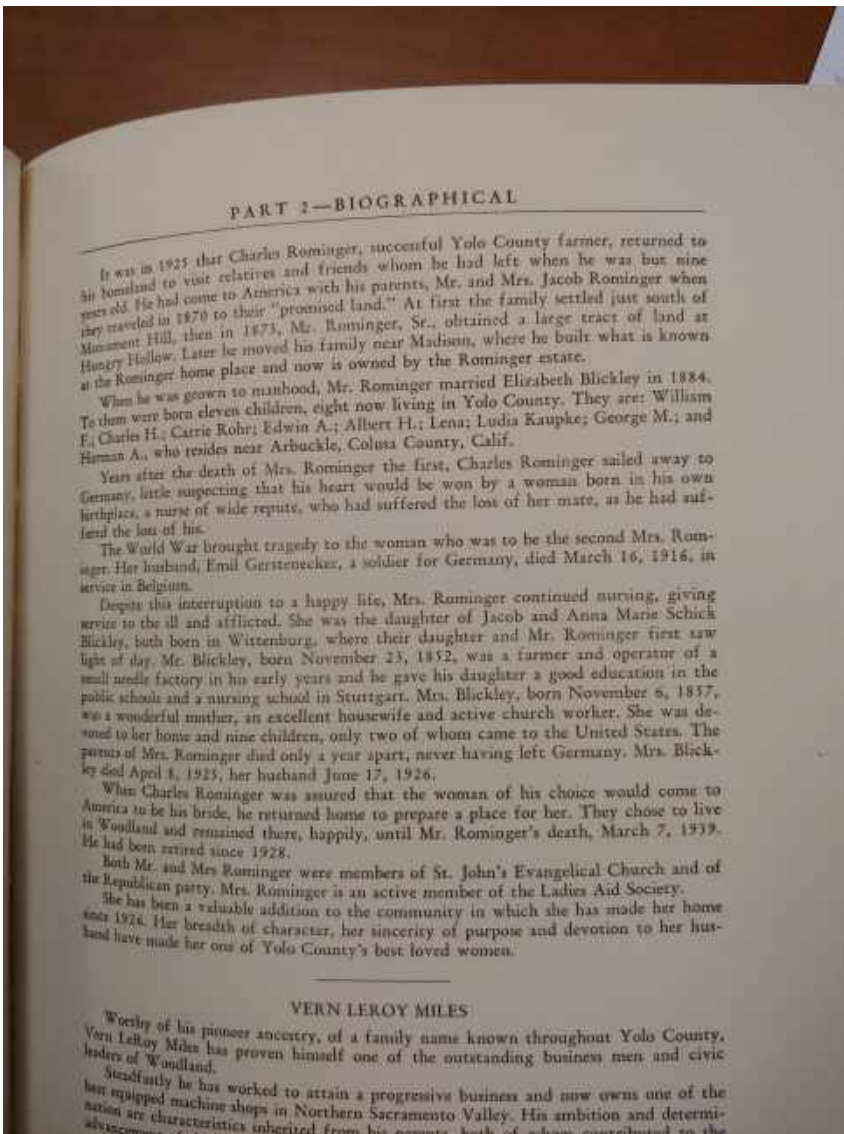 PART 2—BIOGRAPHICAL
It was in 1925 that Charles Rominger, successful Yolo County farmer, returned to
his homeland to visit relatives and friends whom he had left when he was but nine
years old. He had come to America with his parents, Mr. and Mrs. Jacob Rominger when
they traveled in 1870 to their "promised land." At first the family settled just south of
Monument Hill, then in 1873, Mr. Rominger, Sr., obtained a large tract of land at
Hungry Hollow. Later he moved his family near Madison, where he built what is known
at the Rominger home place and now is owned by the Rominger estate.
When he was grown to manhood, Mr. Rominger married Elizabeth Blickley in 1884.
To them were born eleven children, eight now living in Yolo County. They are: William
F.; Charles H.; Carrie Rohr; Edwin A.; Albert H.; Lena; Ludia Kaupke; George M.; and
Herman A., who resides near Arbuckle, Colusa County, Calif.
Years after the death of Mrs. Rominger the first, Charles Rominger sailed away to
Germany, little suspecting that his heart would be won by a woman born in his own
birthplace, a nurse of wide repute, who had suffered the loss of her mate, as he had suf-
fered the loss of his.
The World War brought tragedy to the woman who was to be the second Mrs. Rom-
inger. Her husband, Emil Gerstenecker, a soldier for Germany, died March 16, 1916, in
service in Belgium.
Despite this interruption to a happy life, Mrs. Rominger continued nursing, giving
service to the ill and afflicted. She was the daughter of Jacob and Anna Marie Schick
Blickley, both born in Wittenburg, where their daughter and Mr. Rominger first saw
light of day. Mr. Blickley, born November 23, 1852, was a farmer and operator of a
small needle factory in his early years and he gave his daughter a good education in the
public schools and a nursing school in Stuttgart. Mrs. Blickley, born November 6, 1857,
was a wonderful mother, an excellent housewife and active church worker. She was de-
voted to her home and nine children, only two of whom came to the United States. The
parents of Mrs. Rominger died only a year apart, never having left Germany. Mrs. Blick-
ley died April 8, 1925, her husband June 17, 1926.
When Charles Rominger was assured that the woman of his choice would come to
America to be his bride, he returned home to prepare a place for her. They chose to live
in Woodland and remained there, happily, until Mr. Rominger's death, March 7, 1939.
He had been retired since 1928.
Both Mr. and Mrs Rominger were members of St. John's Evangelical Church and of
the Republican party. Mrs. Rominger is an active member of the Ladies Aid Society.
She has been a valuable addition to the community in which she has made her home
since 1926. Her breadth of character, her sincerity of purpose and devotion to her hus-
band have made her one of Yolo County's best loved women.
VERN LEROY MILES
Worthy of his pioneer ancestry, of a family name known throughout Yolo County,
Vern LeRoy Miles has proven himself one of the outstanding business men and civic
leaders of Woodland.
Steadfastly he has worked to attain a progressive business and now owns one of the
best equipped machine shops in Northern Sacramento Valley. His ambition and determi-
nation are characteristics inherited from his parents, both of whom contributed to the